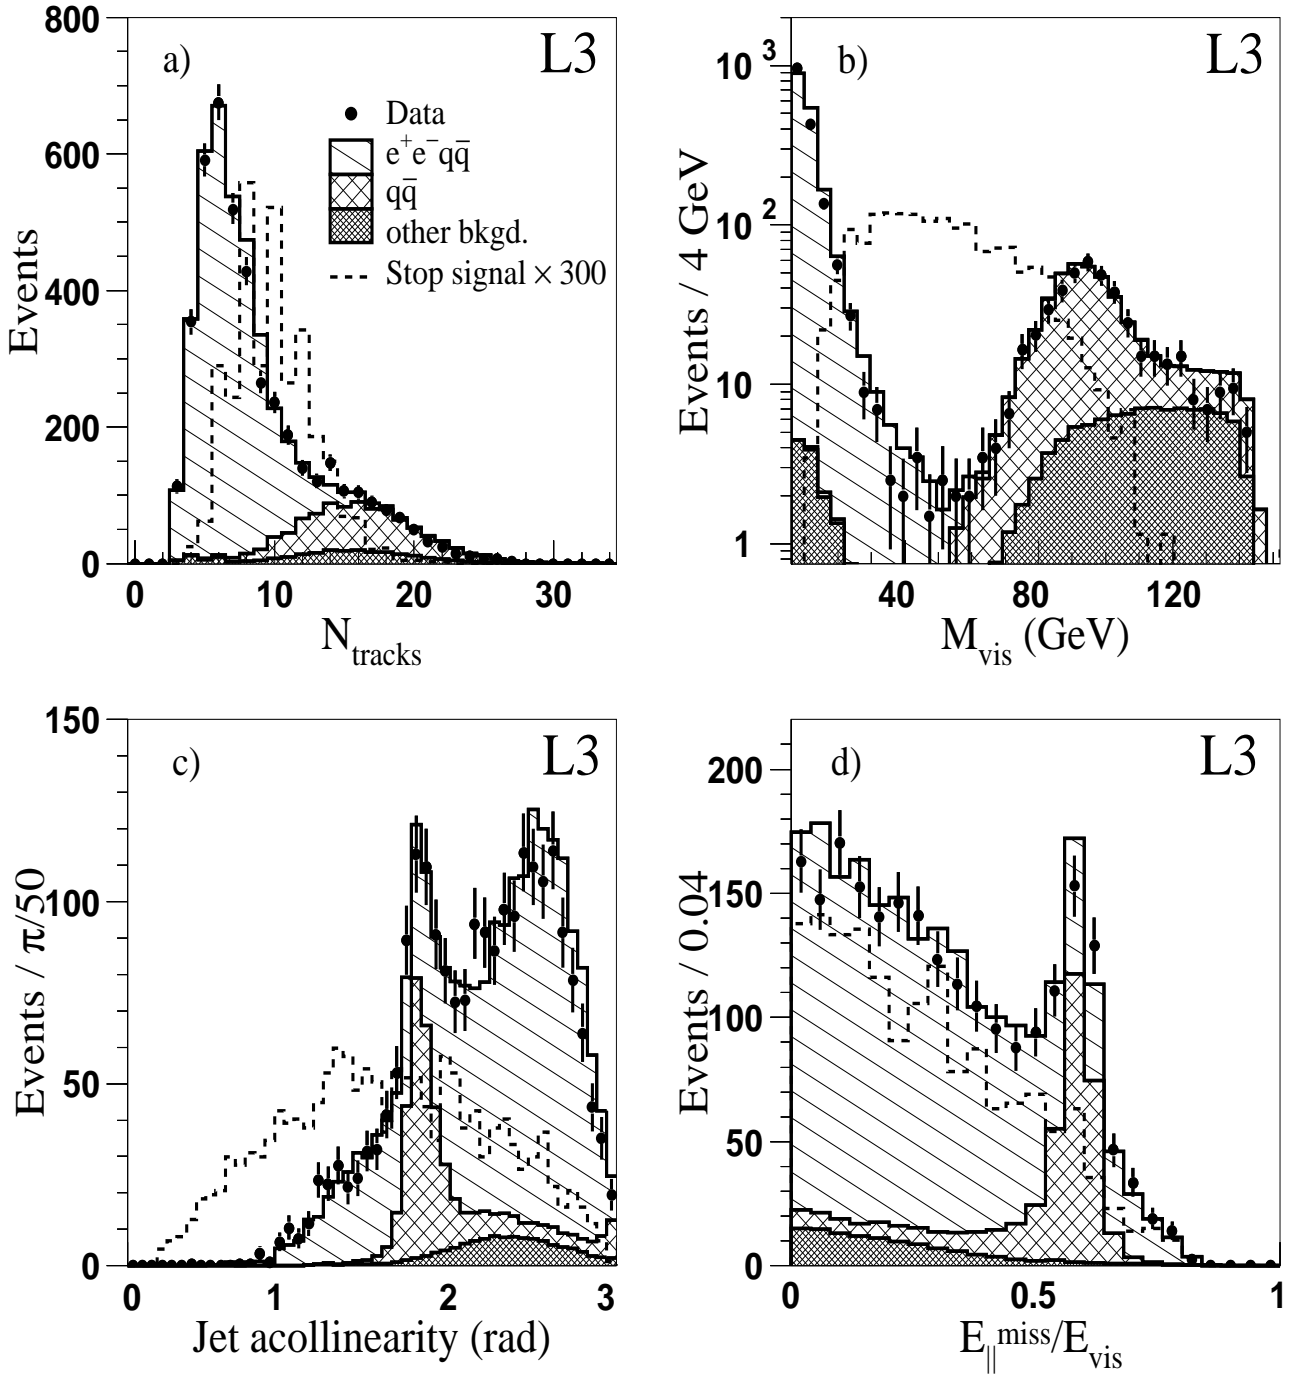 800
600
400
200
0
Events
a)
L3
Data
e⁺e⁻qq̄
qq̄
other bkgd.
Stop signal × 300
0 10 20 30
N_tracks
10³
10²
10
1
Events / 4 GeV
b)
L3
40 80 120
M_vis (GeV)
150
100
50
0
Events / π/50
c)
L3
0 1 2 3
Jet acollinearity (rad)
200
150
100
50
0
Events / 0.04
d)
L3
0 0.5 1
E_∥^miss/E_vis